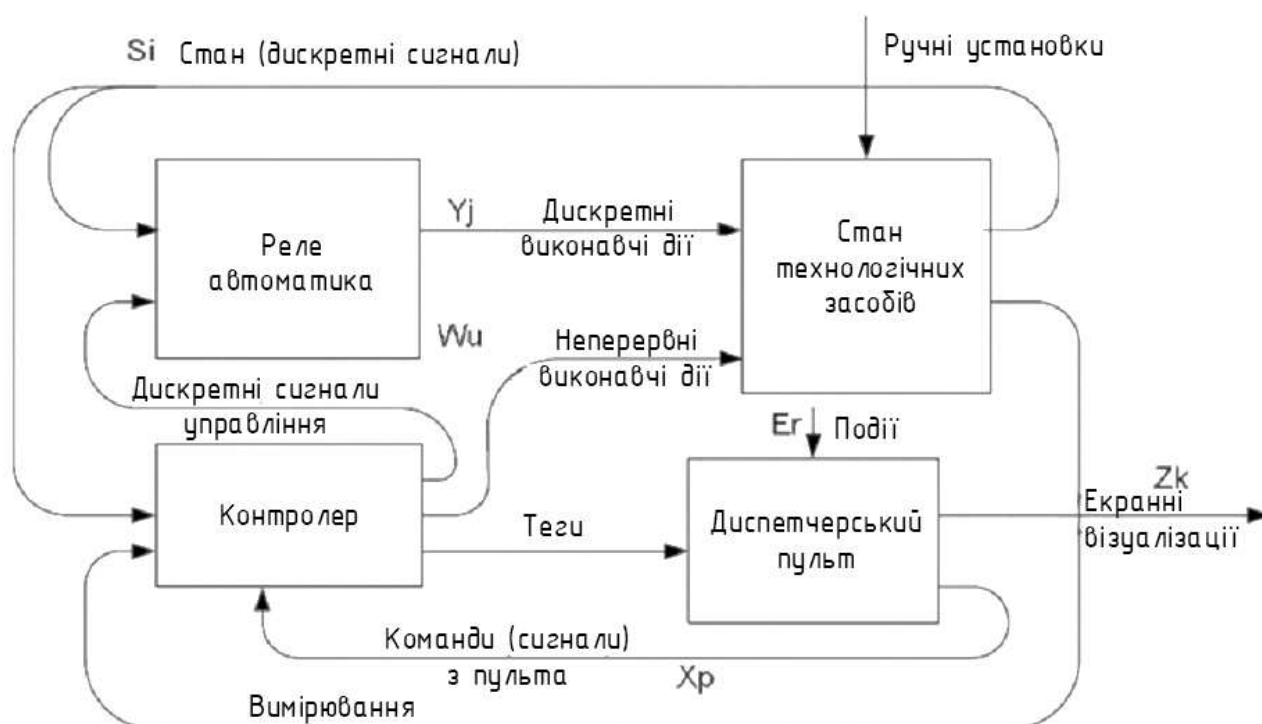 Si Стан (дискретні сигнали)
Ручні установки
Реле
автоматика
Yj
Дискретні
виконавчі дії
Стан
технологічних
засобів
Wu
Неперервні
виконавчі дії
Дискретні сигнали
управління
Er Події
Контролер
Теги
Диспетчерський
пульт
Zk
Екранні
візуалізації
Команди (сигнали)
з пульта
Xp
Вимірювання